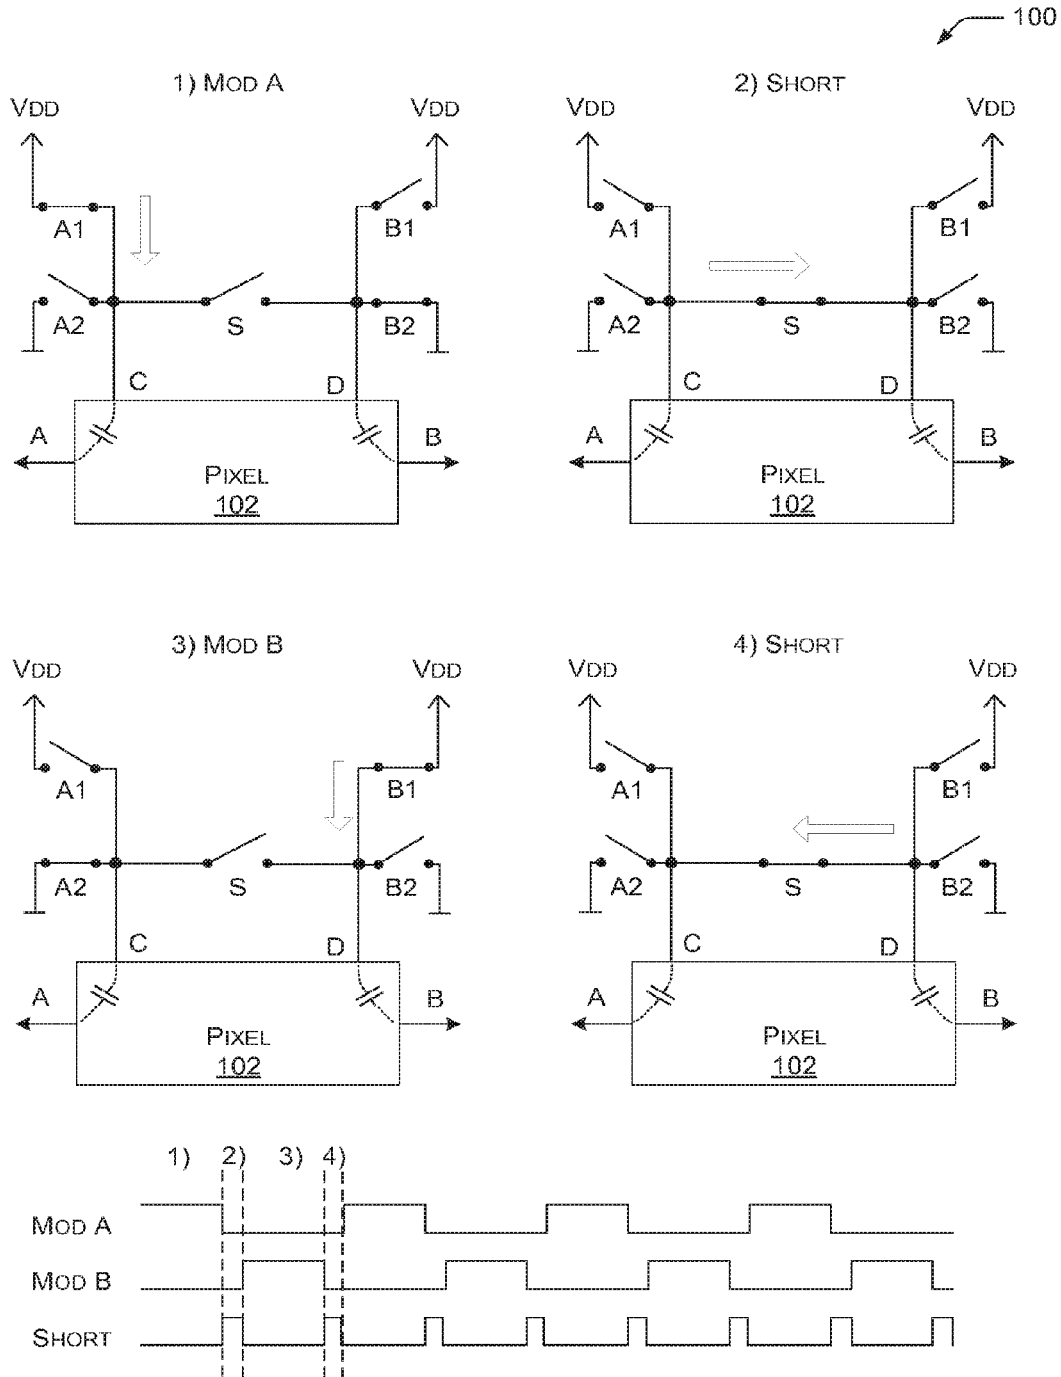 100
1) MOD A
2) SHORT
VDD
VDD
VDD
VDD
A1
B1
A1
B1
A2
S
B2
A2
S
B2
C
D
C
D
A
B
A
B
PIXEL
102
PIXEL
102
3) MOD B
4) SHORT
VDD
VDD
VDD
VDD
A1
B1
A1
B1
A2
S
B2
A2
S
B2
C
D
C
D
A
B
A
B
PIXEL
102
PIXEL
102
1) 2) 3) 4)
MOD A
MOD B
SHORT